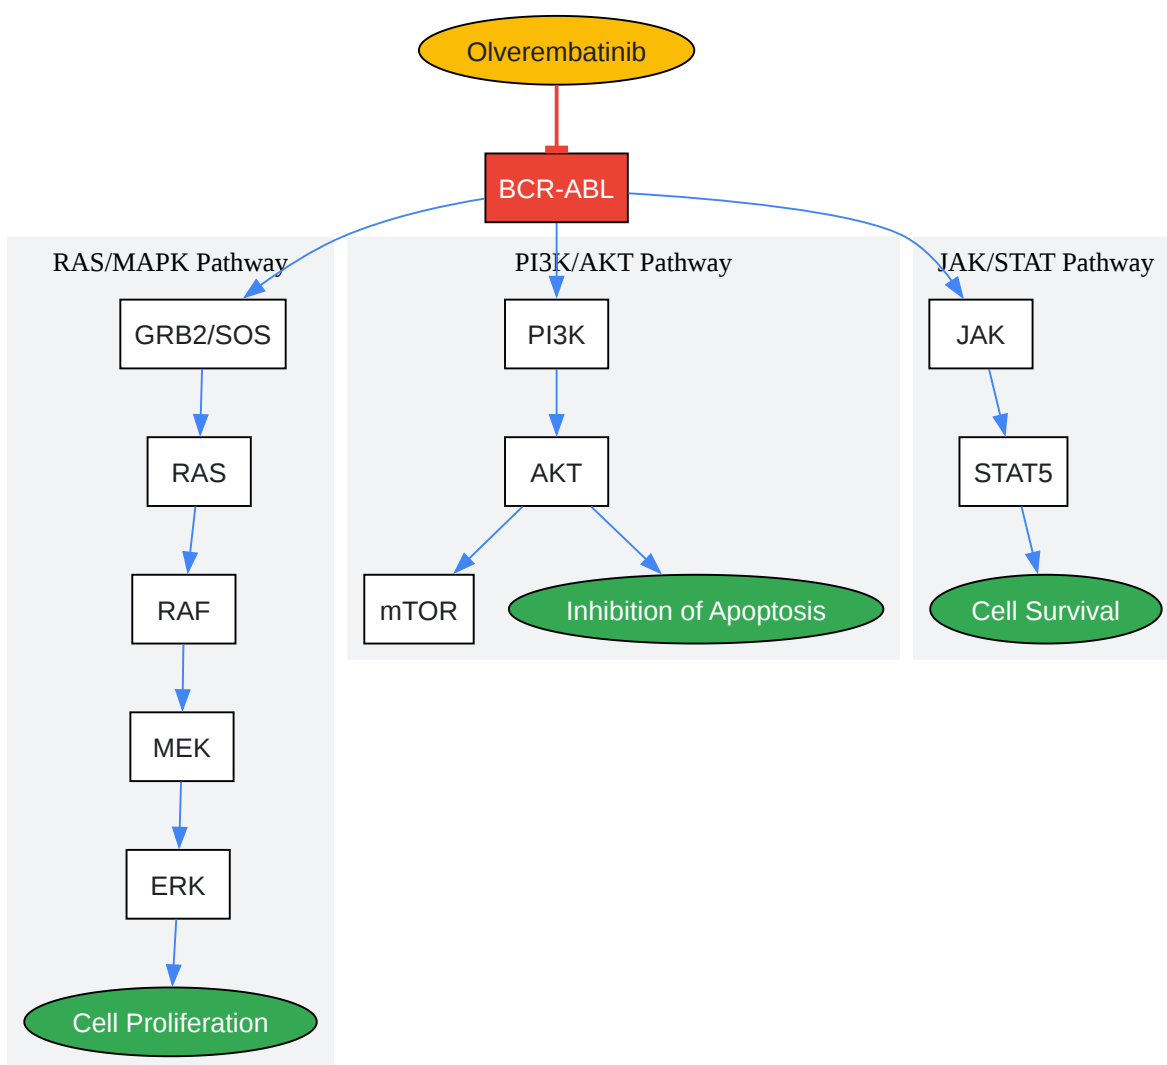 Olverembatinib
BCR-ABL
RAS/MAPK Pathway
GRB2/SOS
RAS
RAF
MEK
ERK
Cell Proliferation
PI3K/AKT Pathway
PI3K
AKT
mTOR
Inhibition of Apoptosis
JAK/STAT Pathway
JAK
STAT5
Cell Survival